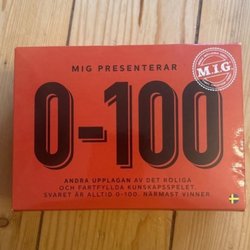 MIG PRESENTERAR
M.I.G
0-100
ANDRA UPPLAGAN AV DET ROLIGA
OCH FARTFYLLDA KUNSKAPSSPELET.
SVARET ÄR ALLTID 0-100. NÄRMAST VINNER.